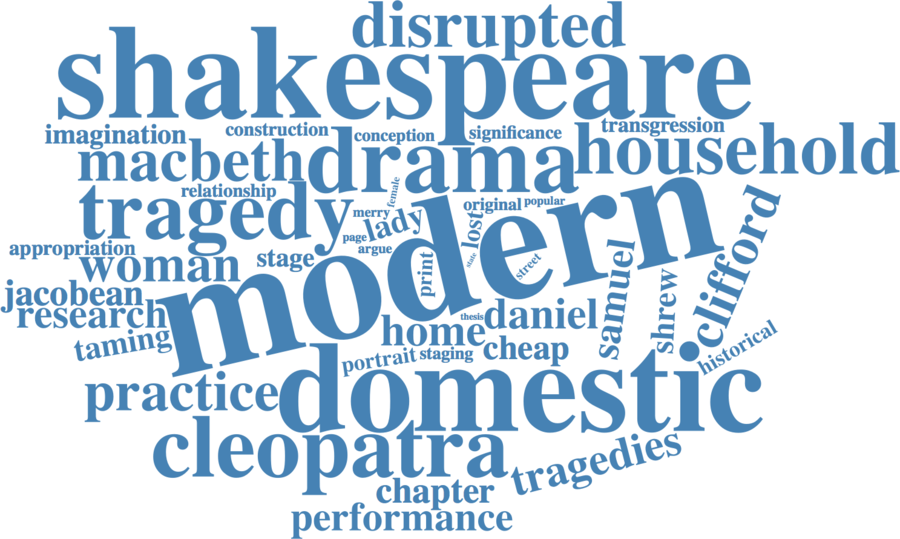 disrupted
shakespeare
imagination
construction
conception
significance
transgression
macbeth
drama
household
relationship
female
tragedy
merry
lady
original
popular
page
argue
lost
state
modern
clifford
appropriation
woman
stage
print
street
samuel
shrew
jacobean
research
thesis
daniel
home
taming
portrait
staging
cheap
historical
practice
domestic
cleopatra
tragedies
chapter
performance